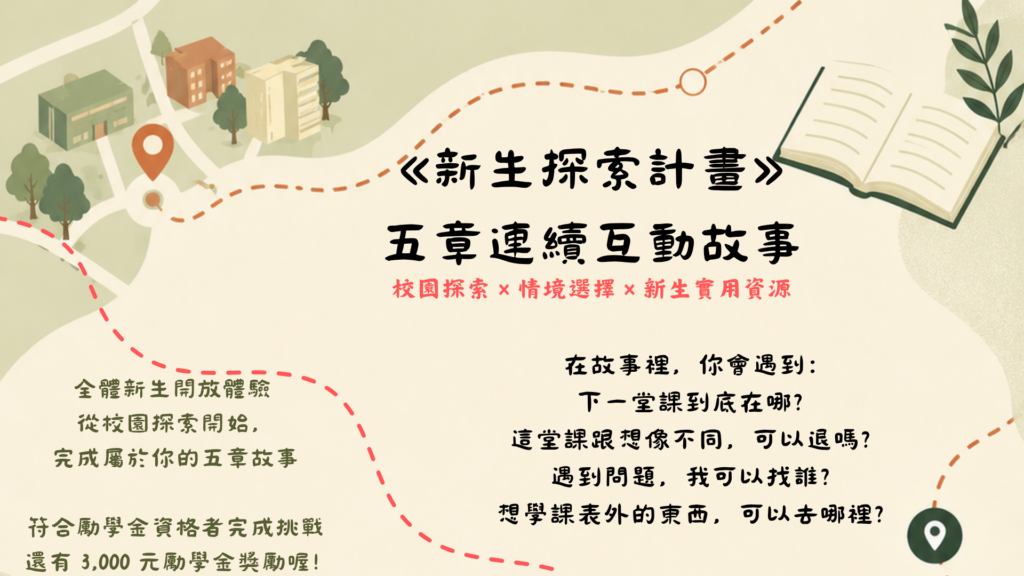 《新生探索計畫》
五章連續互動故事
校園探索 × 情境選擇 × 新生實用資源
在故事裡，你會遇到：
下一堂課到底在哪？
這堂課跟想像不同，可以退嗎？
遇到問題，我可以找誰？
想學課表外的東西，可以去哪裡？
全體新生開放體驗
從校園探索開始，
完成屬於你的五章故事
符合勵學金資格者完成挑戰
還有 3,000 元勵學金獎勵喔！